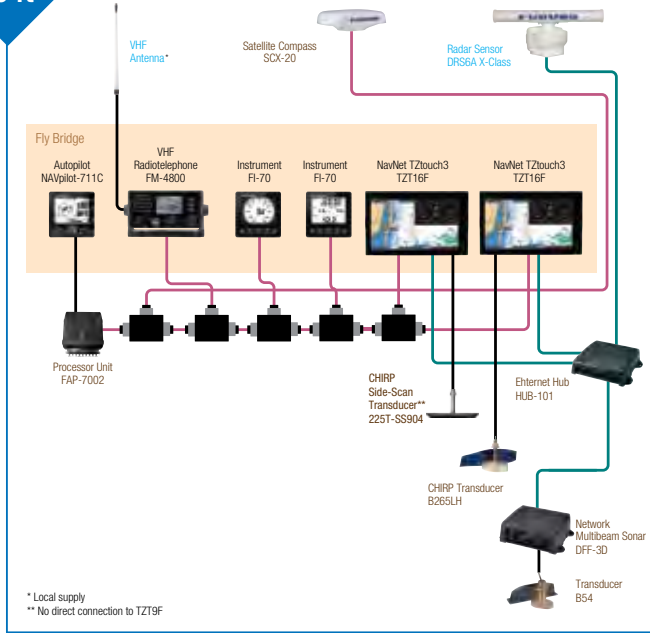 VHF
Antenna*
Satellite Compass
SCX-20
Radar Sensor
DRS6A X-Class
FURUNO
Fly Bridge
Autopilot
NAVpilot-711C
VHF
Radiotelephone
FM-4800
Instrument
FI-70
Instrument
FI-70
NavNet TZtouch3
TZT16F
NavNet TZtouch3
TZT16F
Processor Unit
FAP-7002
CHIRP
Side-Scan
Transducer**
225T-SS904
Ehternet Hub
HUB-101
CHIRP Transducer
B265LH
Network
Multibeam Sonar
DFF-3D
Transducer
B54
* Local supply
** No direct connection to TZT9F